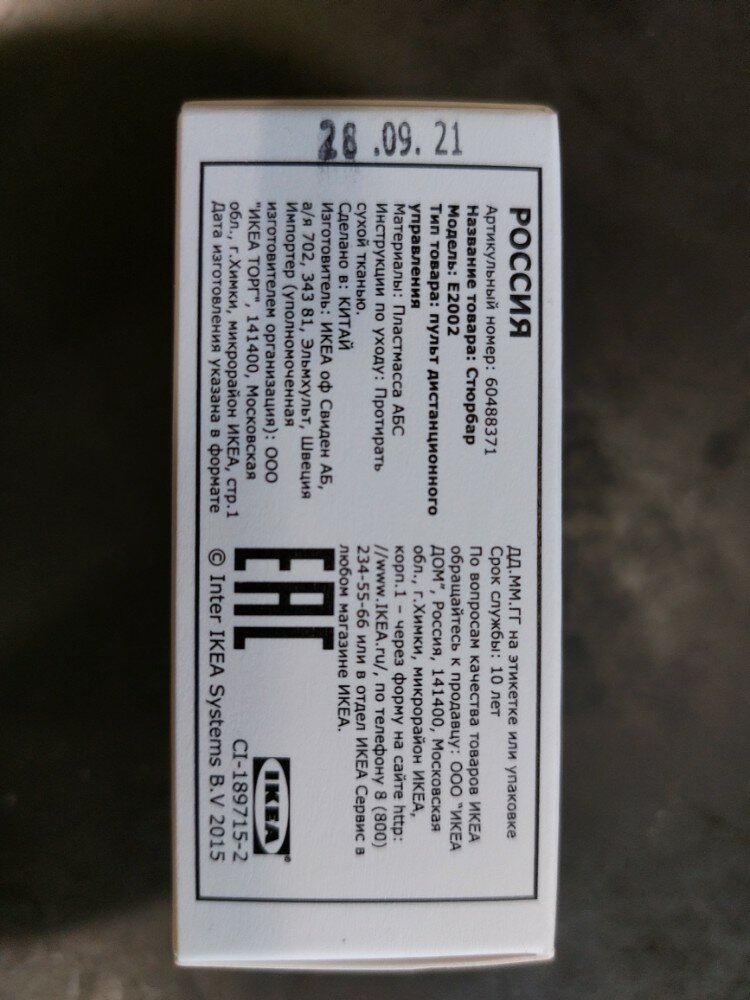 28 .09. 21
РОССИЯ
Артикульный номер: 60488371
Название товара: Стюрбар
Модель: E2002
Тип товара: пульт дистанционного
управления
Материалы: Пластмасса АБС
Инструкции по уходу: Протирать
сухой тканью.
Сделано в: КИТАЙ
Изготовитель: ИКЕА оф Свиден АБ,
а/я 702, 343 81, Эльмхульт, Швеция
Импортер (уполномоченная
изготовителем организация): ООО
"ИКЕА ТОРГ", 141400, Московская
обл., г.Химки, микрорайон ИКЕА, стр.1
Дата изготовления указана в формате
ДД.ММ.ГГ на этикетке или упаковке
Срок службы: 10 лет
По вопросам качества товаров ИКЕА
обращайтесь к продавцу: ООО "ИКЕА
ДОМ", Россия, 141400, Московская
обл., г.Химки, микрорайон ИКЕА,
корп.1 – через форму на сайте http:
//www.IKEA.ru/, по телефону 8 (800)
234-55-66 или в отдел ИКЕА Сервис в
любом магазине ИКЕА.
EAC
IKEA
CI-189715-2
© Inter IKEA Systems B.V 2015